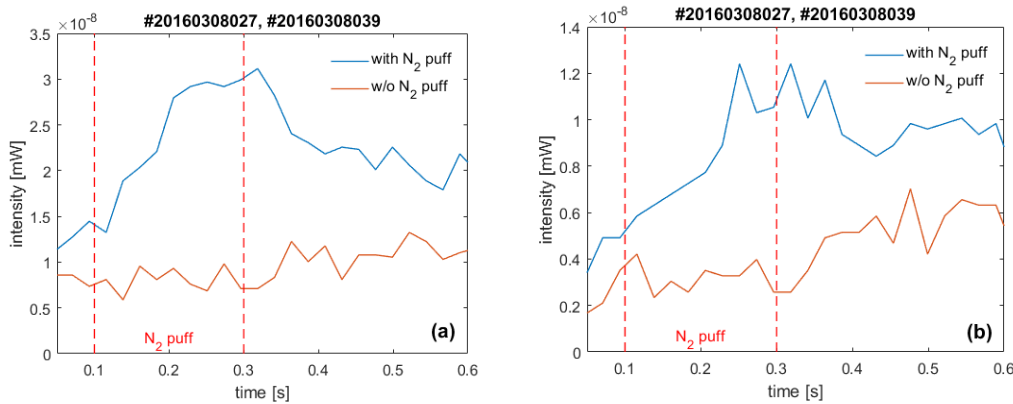 #20160308027, #20160308039
×10⁻⁸
3.5
3
2.5
2
1.5
1
0.5
0
intensity [mW]
with N₂ puff
w/o N₂ puff
N₂ puff
(a)
0.1
0.2
0.3
0.4
0.5
0.6
time [s]
#20160308027, #20160308039
×10⁻⁸
1.4
1.2
1
0.8
0.6
0.4
0.2
0
intensity [mW]
with N₂ puff
w/o N₂ puff
N₂ puff
(b)
0.1
0.2
0.3
0.4
0.5
0.6
time [s]